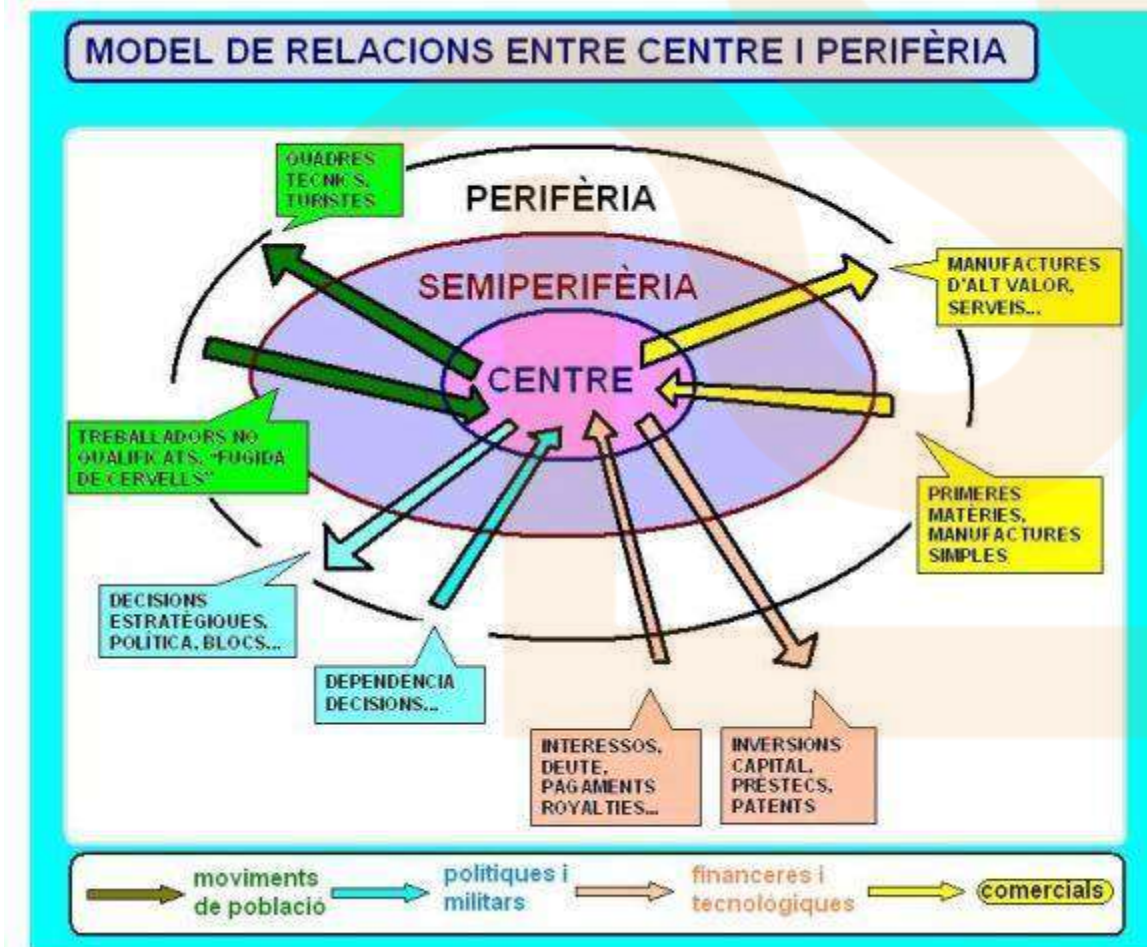 MODEL DE RELACIONS ENTRE CENTRE I PERIFÈRIA
QUADRES
TECNICS,
TURISTES
PERIFÈRIA
SEMIPERIFÈRIA
CENTRE
MANUFACTURES
D'ALT VALOR,
SERVEIS...
TREBALLADORS NO
QUALIFICATS, "FUGIDA
DE CERVELLS"
PRIMERES
MATÈRIES,
MANUFACTURES
SIMPLES
DECISIONS
ESTRATÈGIQUES,
POLÍTICA, BLOCS...
DEPENDENCIA
DECISIONS...
INTERESSOS,
DEUTE,
PAGAMENTS
ROYALTIES...
INVERSIONS
CAPITAL,
PRÉSTECS,
PATENTS
moviments
de població
polítiques i
militars
financeres i
tecnològiques
comercials